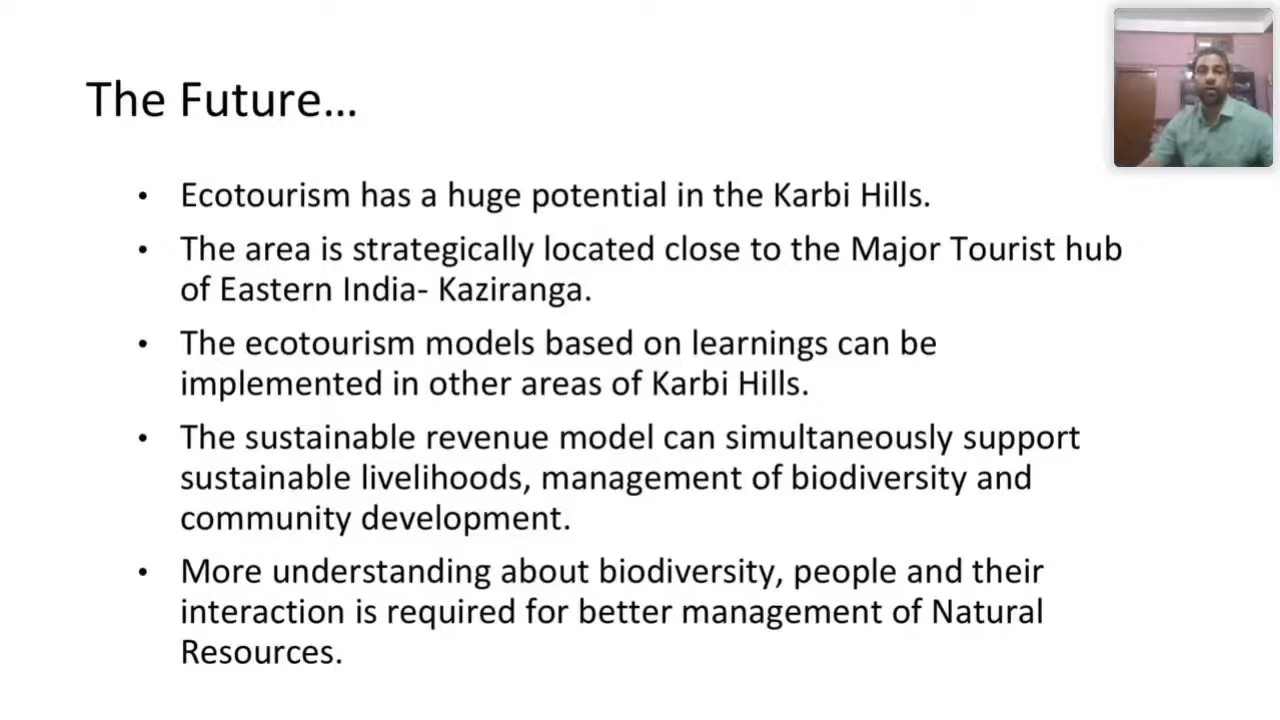 The Future...
• Ecotourism has a huge potential in the Karbi Hills.
• The area is strategically located close to the Major Tourist hub
of Eastern India- Kaziranga.
• The ecotourism models based on learnings can be
implemented in other areas of Karbi Hills.
• The sustainable revenue model can simultaneously support
sustainable livelihoods, management of biodiversity and
community development.
• More understanding about biodiversity, people and their
interaction is required for better management of Natural
Resources.